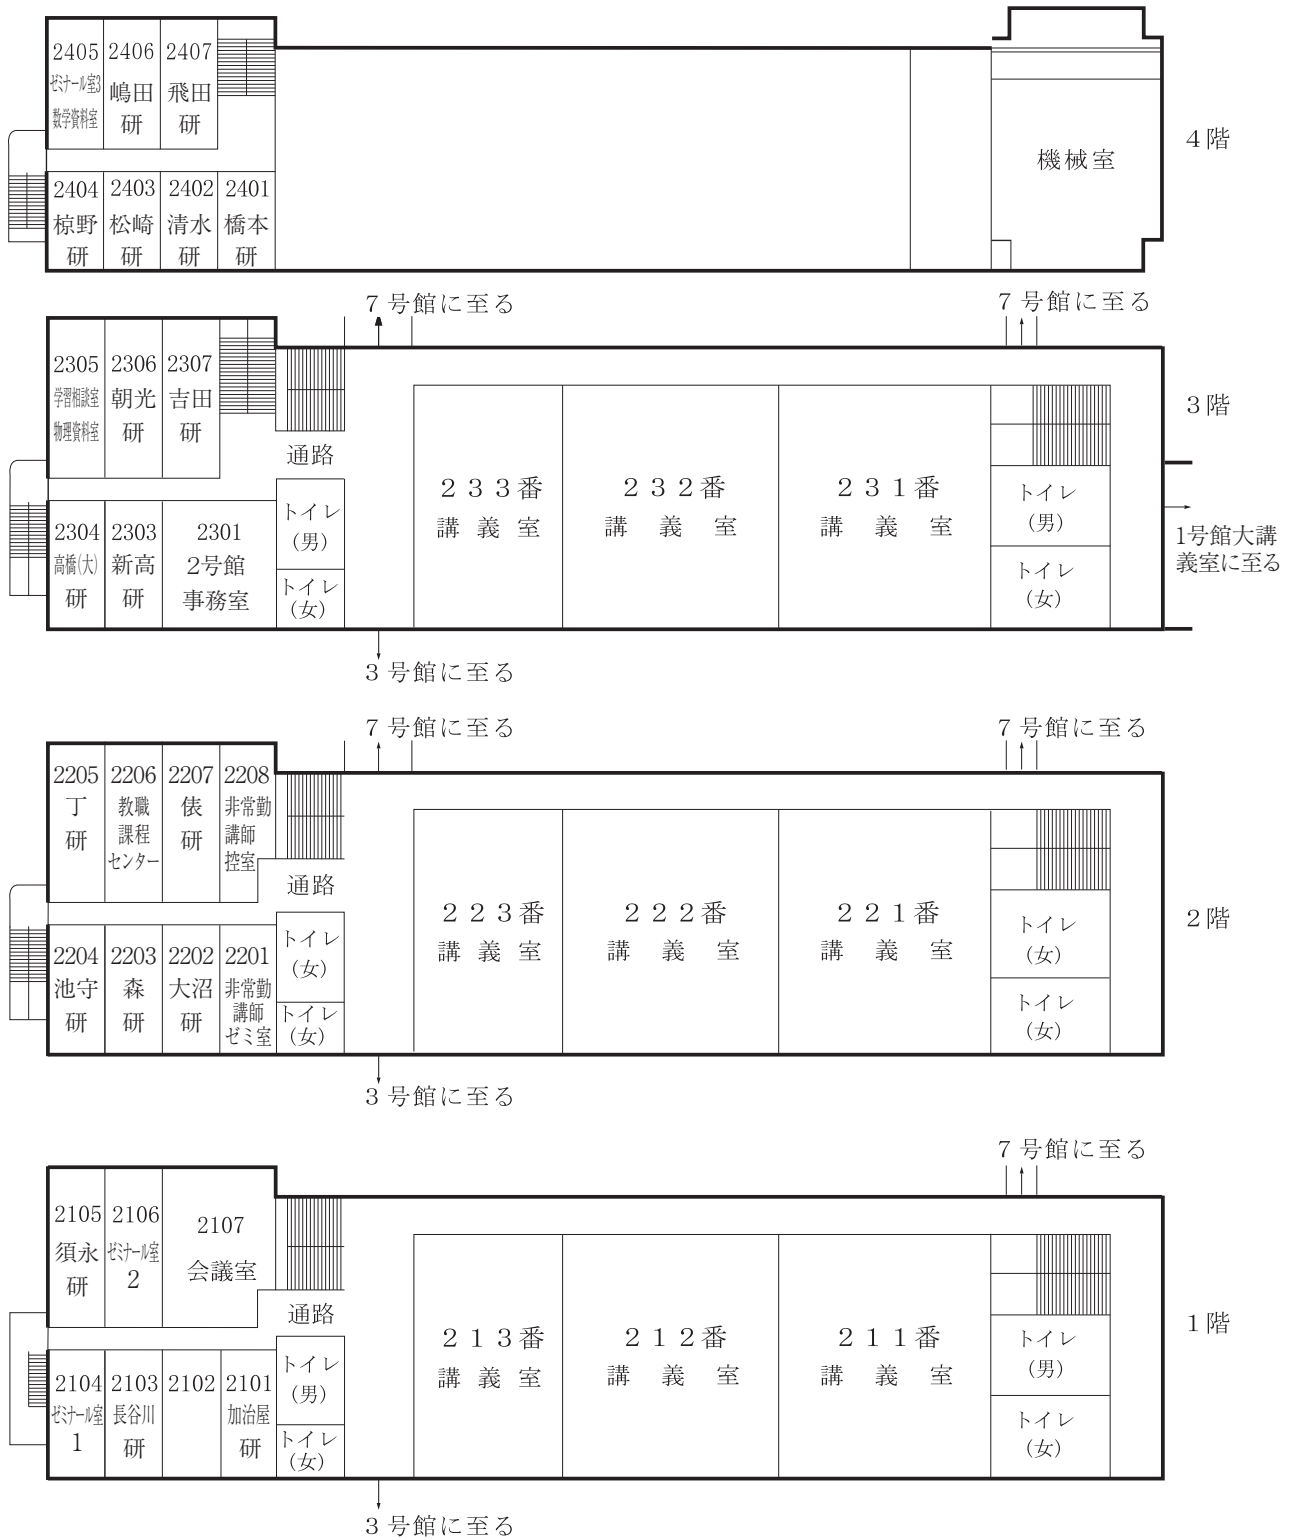 2405
ゼミナール室3
数学資料室
2406
嶋田
研
2407
飛田
研
2404
椋野
研
2403
松崎
研
2402
清水
研
2401
橋本
研
機械室
4階
7号館に至る
7号館に至る
2305
学習相談室
物理資料室
2306
朝光
研
2307
吉田
研
通路
2304
高橋(大)
研
2303
新高
研
2301
2号館
事務室
トイレ
(男)
トイレ
(女)
233番
講義室
232番
講義室
231番
講義室
トイレ
(男)
トイレ
(女)
3階
1号館大講
義室に至る
3号館に至る
7号館に至る
7号館に至る
2205
丁
研
2206
教職
課程
センター
2207
俵
研
2208
非常勤
講師
控室
通路
2204
池守
研
2203
森
研
2202
大沼
研
2201
非常勤
講師
ゼミ室
トイレ
(女)
トイレ
(女)
223番
講義室
222番
講義室
221番
講義室
トイレ
(女)
トイレ
(女)
2階
3号館に至る
7号館に至る
2105
須永
研
2106
ゼミナール室
2
2107
会議室
通路
2104
ゼミナール室
1
2103
長谷川
研
2102
2101
加治屋
研
トイレ
(男)
トイレ
(女)
213番
講義室
212番
講義室
211番
講義室
トイレ
(男)
トイレ
(女)
1階
3号館に至る